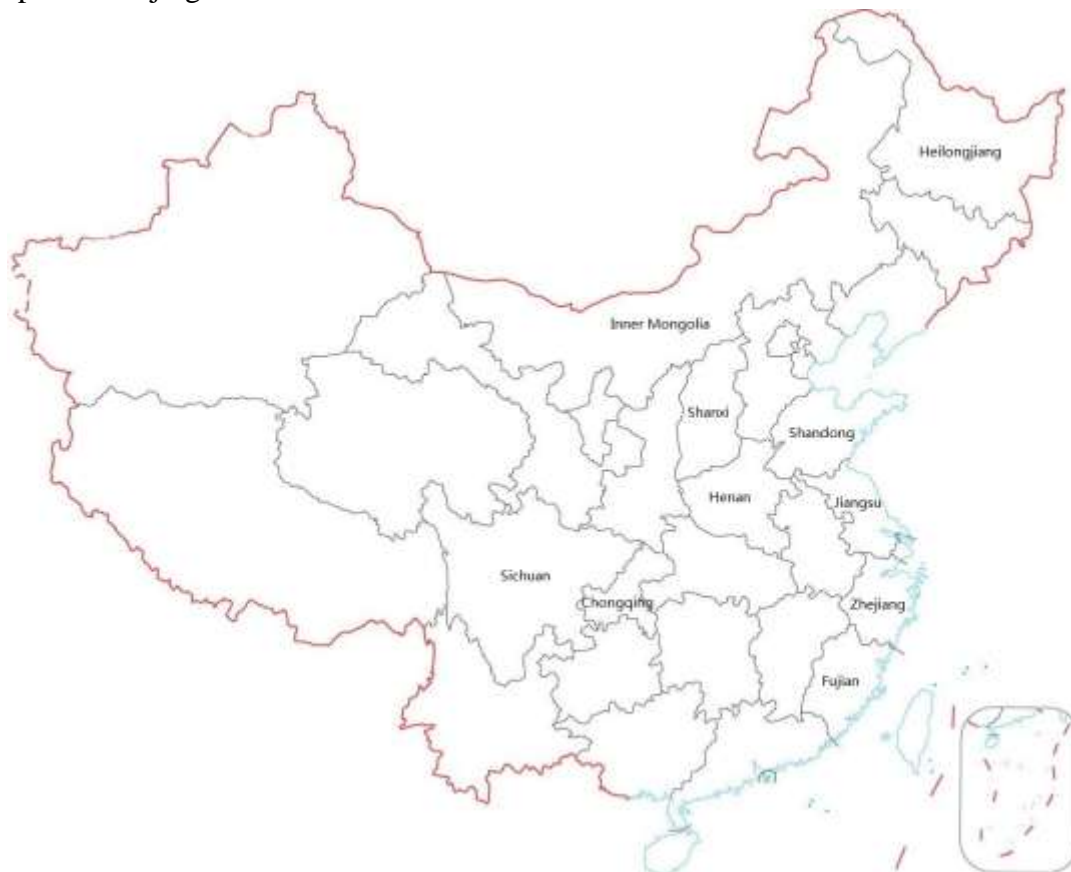 Heilongjiang
Inner Mongolia
Shanxi
Shandong
Henan
Jiangsu
Sichuan
Chongqing
Zhejiang
Fujian